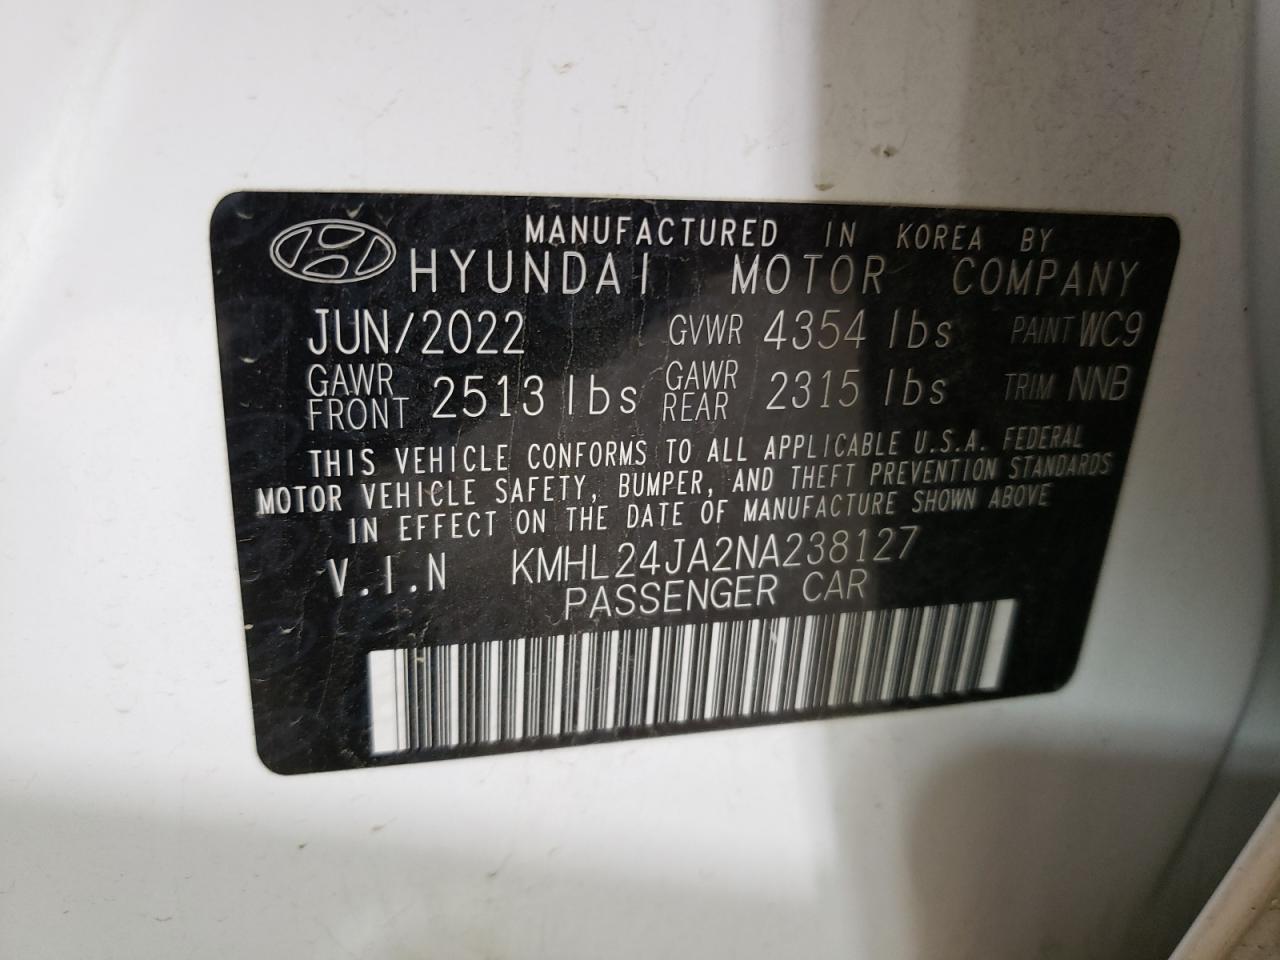 MANUFACTURED IN KOREA BY
HYUNDAI MOTOR COMPANY
JUN/2022 GVWR 4354 lbs PAINT WC9
GAWR FRONT 2513 lbs GAWR REAR 2315 lbs TRIM NNB
THIS VEHICLE CONFORMS TO ALL APPLICABLE U.S.A. FEDERAL
MOTOR VEHICLE SAFETY, BUMPER, AND THEFT PREVENTION STANDARDS
IN EFFECT ON THE DATE OF MANUFACTURE SHOWN ABOVE
V.I.N KMHL24JA2NA238127
PASSENGER CAR